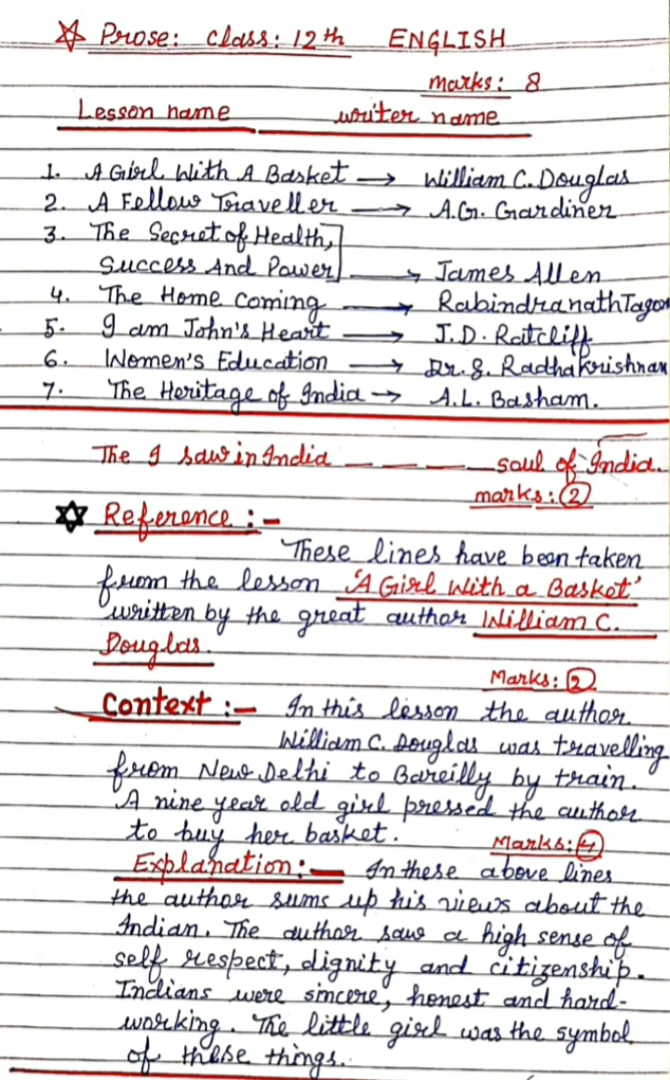 Prose: Class: 12th ENGLISH
Marks: 8
Lesson name writer name
1. A Girl With A Basket → William C. Douglas
2. A Fellow Traveller → A.G. Gardiner
3. The Secret of Health,
Success And Power → James Allen
4. The Home Coming → Rabindranath Tagor
5. I am John's Heart → J.D. Ratcliff
6. Women's Education → Dr. S. Radhakrishnan
7. The Heritage of India → A.L. Basham.
The I saw in India _ _ _ _ soul of India.
marks: 2
Reference :-
These lines have been taken
from the lesson 'A Girl With a Basket'
written by the great author William C.
Douglas.
Marks: 2
Context :- In this lesson the author
William C. Douglas was travelling
from New Delhi to Bareilly by train.
A nine year old girl pressed the author
to buy her basket.
Marks: 4
Explanation :- In these above lines
the author sums up his views about the
Indian. The author saw a high sense of
self respect, dignity and citizenship.
Indians were sincere, honest and hard-
working. The little girl was the symbol
of these things.